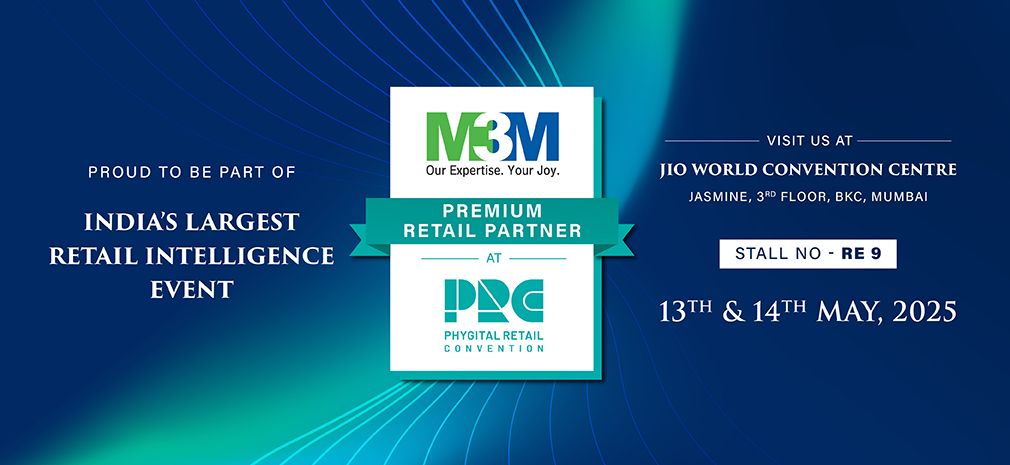 PROUD TO BE PART OF
INDIA'S LARGEST
RETAIL INTELLIGENCE
EVENT
M3M
Our Expertise. Your Joy.
PREMIUM
RETAIL PARTNER
AT
PRC
PHYGITAL RETAIL
CONVENTION
VISIT US AT
JIO WORLD CONVENTION CENTRE
JASMINE, 3RD FLOOR, BKC, MUMBAI
STALL NO - RE 9
13TH & 14TH MAY, 2025